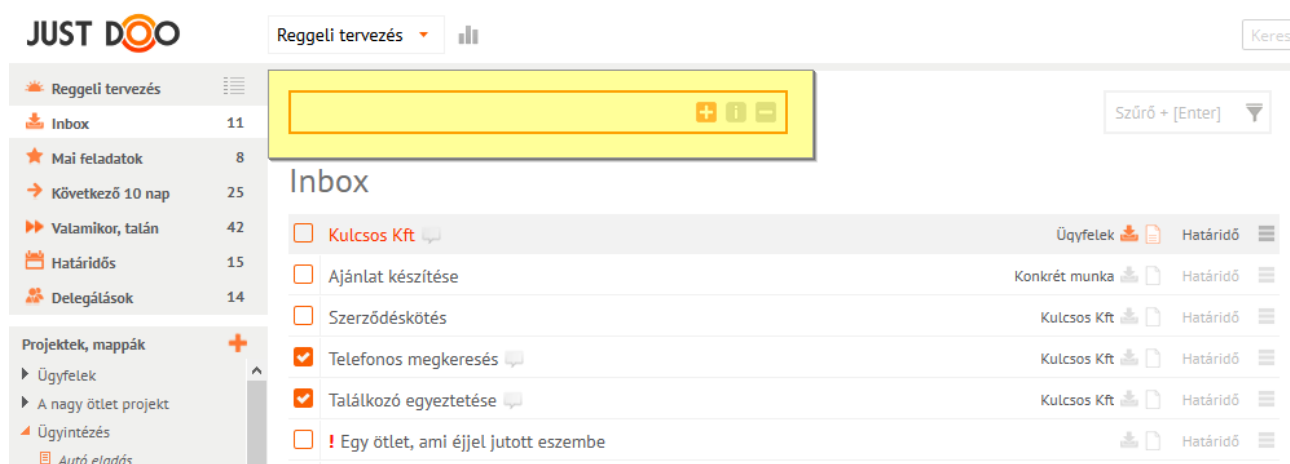 JUST DOO
Reggeli tervezés
Keres
Reggeli tervezés
Inbox 11
Mai feladatok 8
Következő 10 nap 25
Valamikor, talán 42
Határidős 15
Delegálások 14
Projektek, mappák
Ügyfelek
A nagy ötlet projekt
Ügyintézés
Autó eladás
Szűrő + [Enter]
Inbox
Kulcsos Kft Ügyfelek Határidő
Ajánlat készítése Konkrét munka Határidő
Szerződéskötés Kulcsos Kft Határidő
Telefonos megkeresés Kulcsos Kft Határidő
Találkozó egyeztetése Kulcsos Kft Határidő
! Egy ötlet, ami éjjel jutott eszembe Határidő